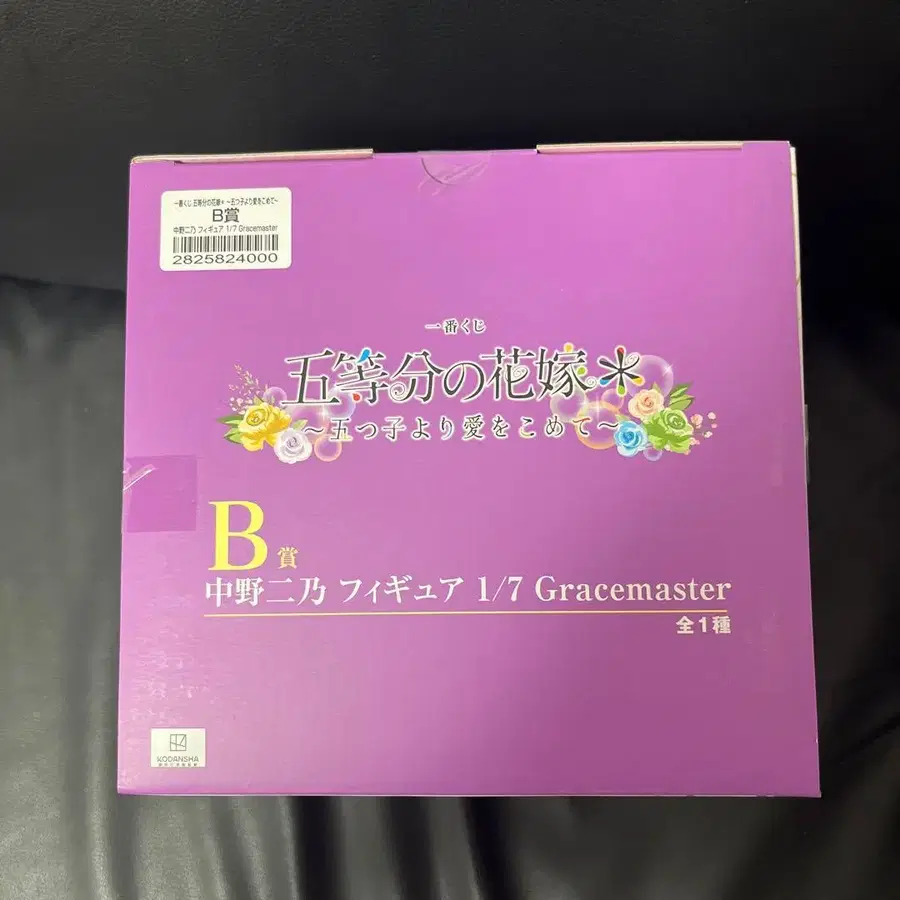 一番くじ 五等分の花嫁＊ ～五つ子より愛をこめて～
B賞
中野二乃 フィギュア 1/7 Gracemaster
2825824000
一番くじ
五等分の花嫁＊
～五つ子より愛をこめて～
B賞
中野二乃 フィギュア 1/7 Gracemaster
全1種
KODANSHA